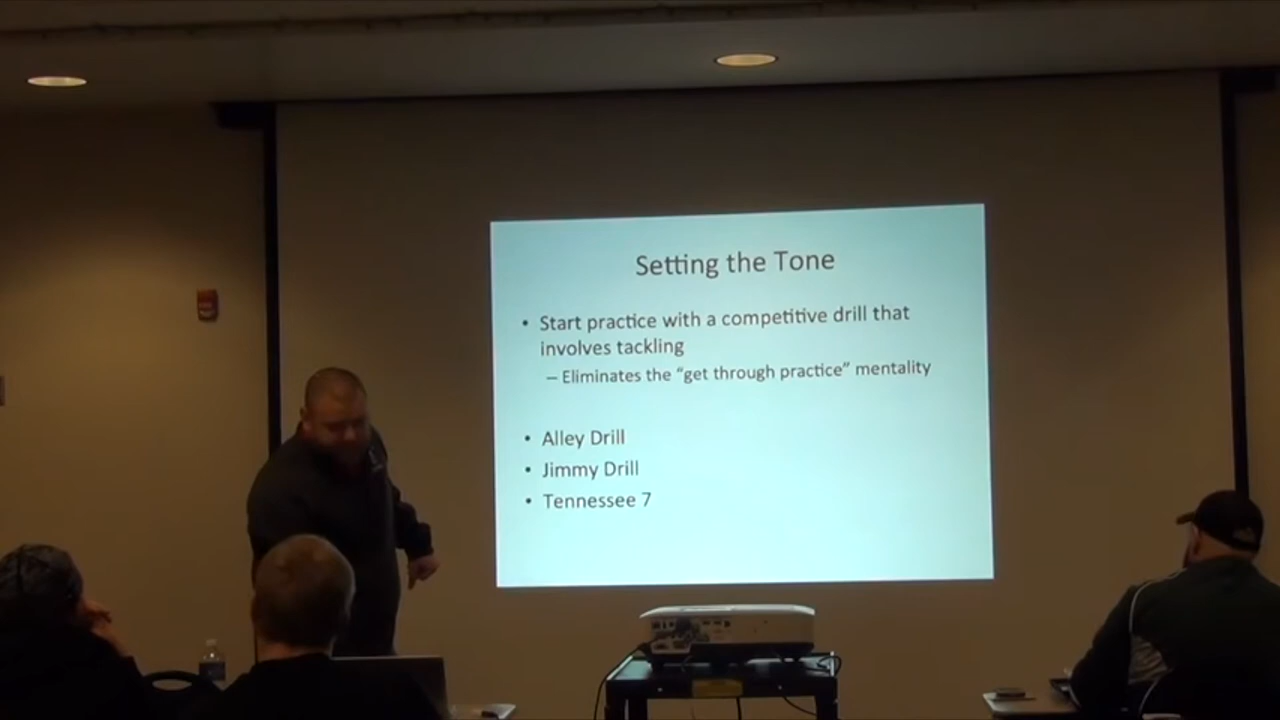 Setting the Tone
• Start practice with a competitive drill that
involves tackling
– Eliminates the “get through practice” mentality
• Alley Drill
• Jimmy Drill
• Tennessee 7